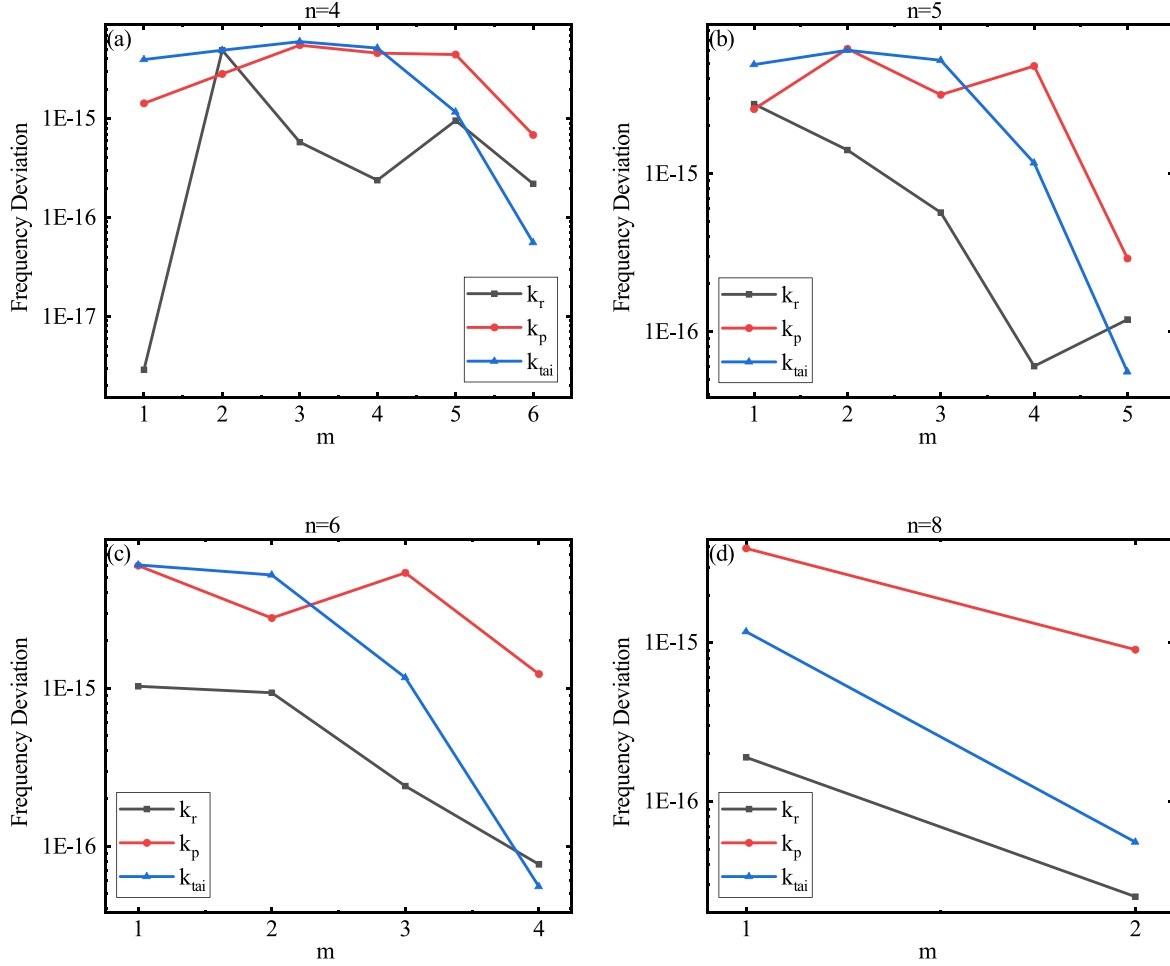 n=4
(a)
Frequency Deviation
1E-15
1E-16
1E-17
k_r
k_p
k_tai
1 2 3 4 5 6
m
n=5
(b)
Frequency Deviation
1E-15
1E-16
k_r
k_p
k_tai
1 2 3 4 5
m
n=6
(c)
Frequency Deviation
1E-15
1E-16
k_r
k_p
k_tai
1 2 3 4
m
n=8
(d)
Frequency Deviation
1E-15
1E-16
k_r
k_p
k_tai
1 2
m